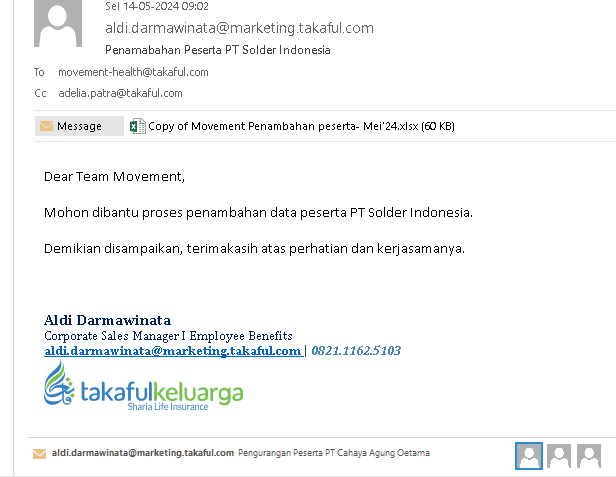 Sel 14-05-2024 09:02
aldi.darmawinata@marketing.takaful.com
Penamabahan Peserta PT Solder Indonesia
To movement-health@takaful.com
Cc adelia.patra@takaful.com
Message Copy of Movement Penambahan peserta- Mei'24.xlsx (60 KB)
Dear Team Movement,
Mohon dibantu proses penambahan data peserta PT Solder Indonesia.
Demikian disampaikan, terimakasih atas perhatian dan kerjasamanya.
Aldi Darmawinata
Corporate Sales Manager I Employee Benefits
aldi.darmawinata@marketing.takaful.com | 0821.1162.5103
takafulkeluarga
Sharia Life Insurance
aldi.darmawinata@marketing.takaful.com Pengurangan Peserta PT Cahaya Agung Oetama